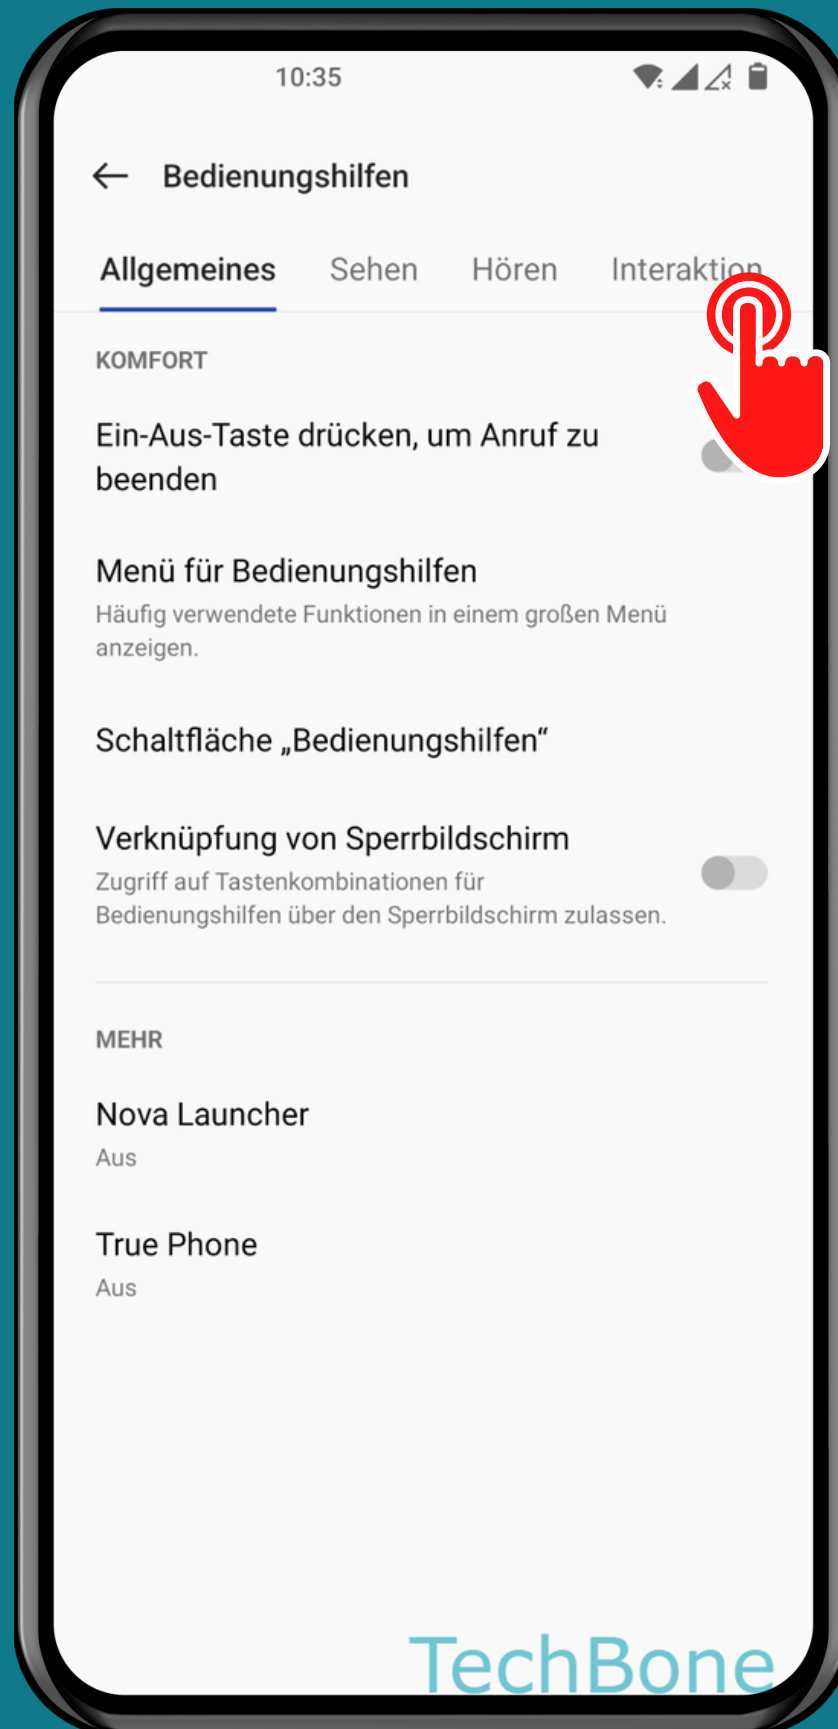 10:35
Bedienungshilfen
Allgemeines Sehen Hören Interaktion
KOMFORT
Ein-Aus-Taste drücken, um Anruf zu
beenden
Menü für Bedienungshilfen
Häufig verwendete Funktionen in einem großen Menü
anzeigen.
Schaltfläche „Bedienungshilfen“
Verknüpfung von Sperrbildschirm
Zugriff auf Tastenkombinationen für
Bedienungshilfen über den Sperrbildschirm zulassen.
MEHR
Nova Launcher
Aus
True Phone
Aus
TechBone